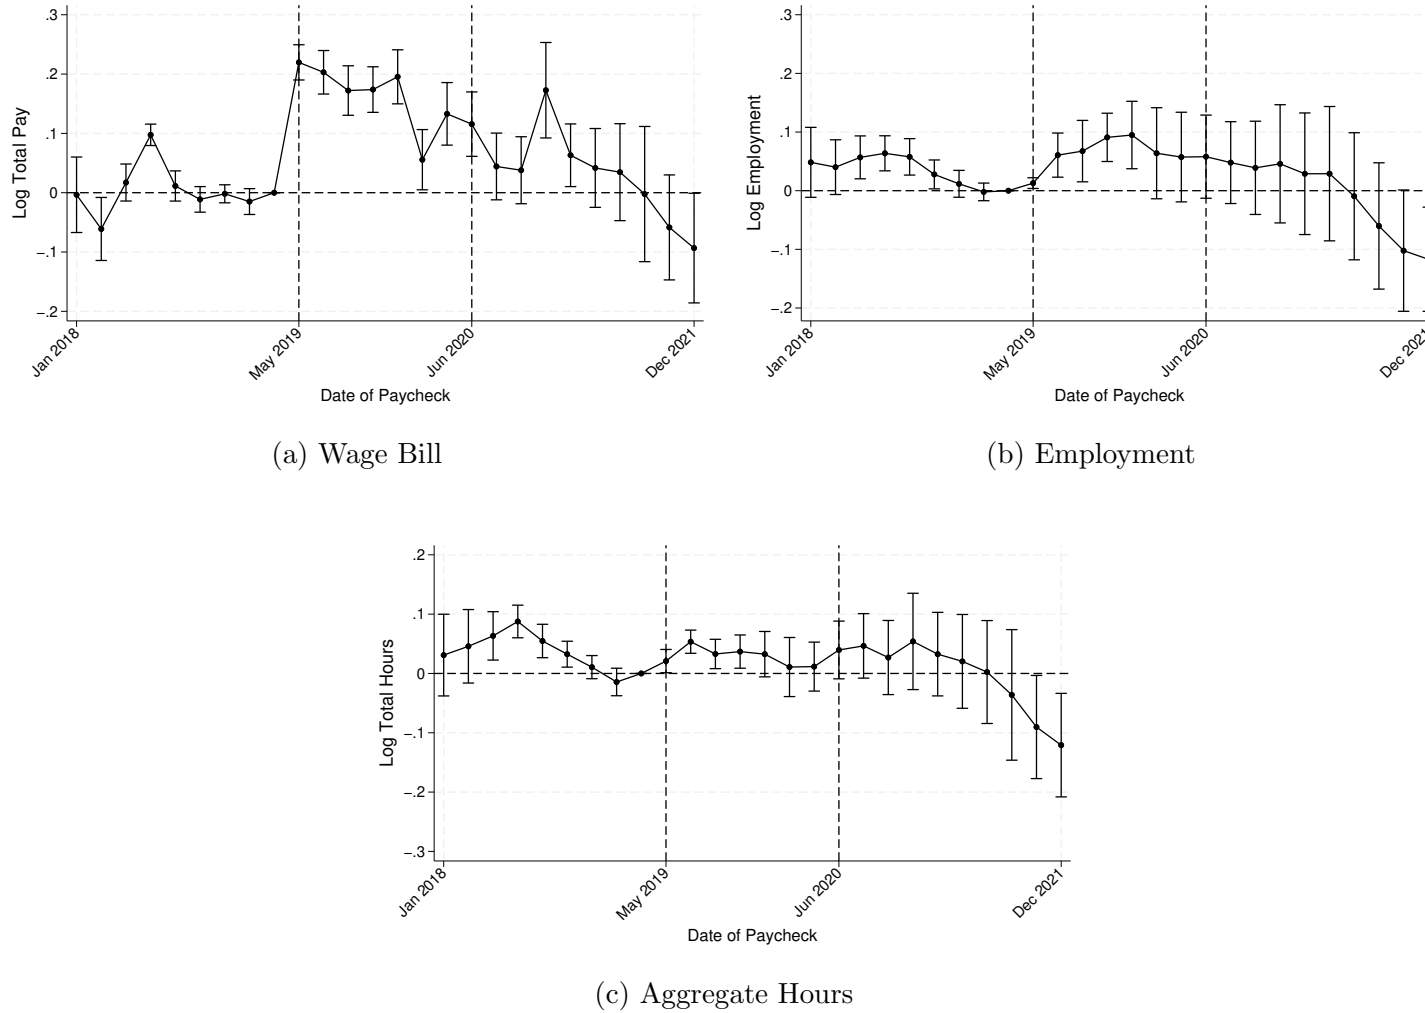 .3
.2
.1
0
−.1
−.2
Log Total Pay
Jan 2018
May 2019
Jun 2020
Dec 2021
Date of Paycheck
(a) Wage Bill
.3
.2
.1
0
−.1
−.2
Log Employment
Jan 2018
May 2019
Jun 2020
Dec 2021
Date of Paycheck
(b) Employment
.2
.1
0
−.1
−.2
−.3
Log Total Hours
Jan 2018
May 2019
Jun 2020
Dec 2021
Date of Paycheck
(c) Aggregate Hours